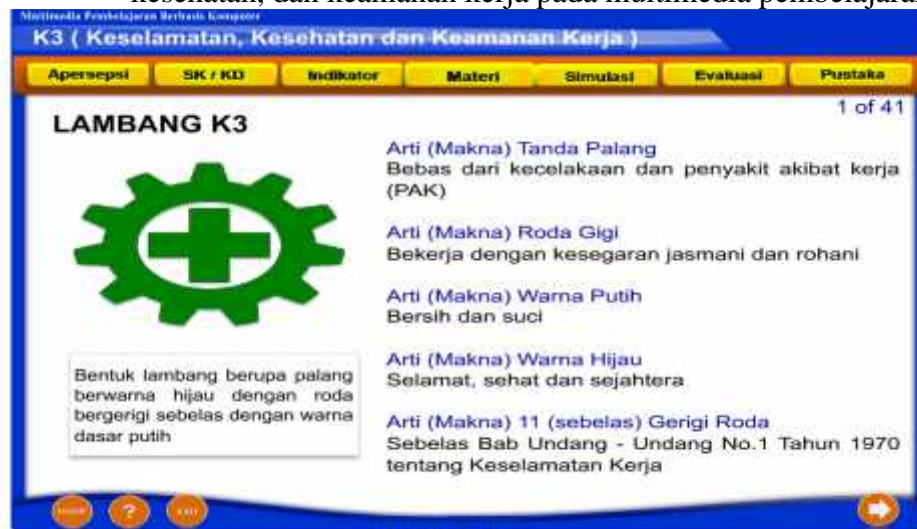 kesehatan, dan keamanan kerja pada multimedia pembelajaran
Multimedia Pembelajaran Berbasis Komputer
K3 ( Keselamatan, Kesehatan dan Keamanan Kerja )
Apersepsi SK / KD Indikator Materi Simulasi Evaluasi Pustaka
1 of 41
LAMBANG K3
Arti (Makna) Tanda Palang
Bebas dari kecelakaan dan penyakit akibat kerja
(PAK)
Arti (Makna) Roda Gigi
Bekerja dengan kesegaran jasmani dan rohani
Arti (Makna) Warna Putih
Bersih dan suci
Arti (Makna) Warna Hijau
Selamat, sehat dan sejahtera
Arti (Makna) 11 (sebelas) Gerigi Roda
Sebelas Bab Undang - Undang No.1 Tahun 1970
tentang Keselamatan Kerja
Bentuk lambang berupa palang
berwarna hijau dengan roda
bergerigi sebelas dengan warna
dasar putih
?